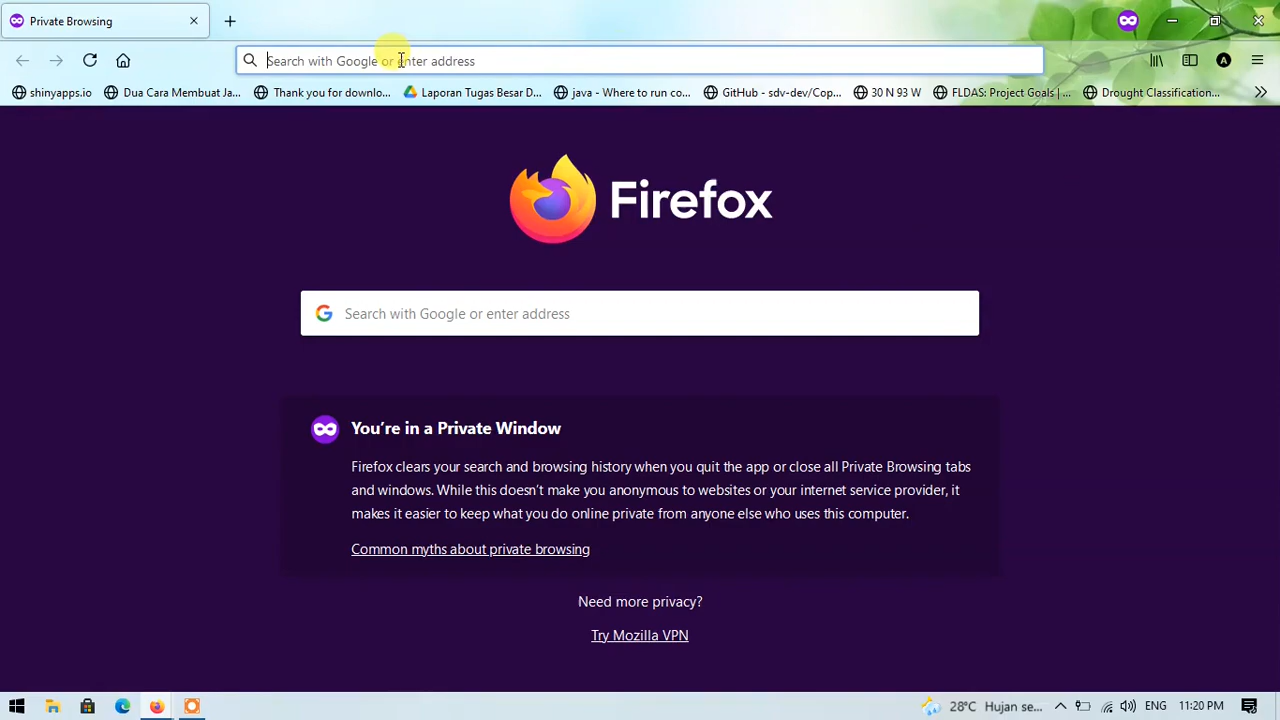 Private Browsing
Search with Google or enter address
A
shinyapps.io
Dua Cara Membuat Ja...
Thank you for downlo...
Laporan Tugas Besar D...
java - Where to run co...
GitHub - sdv-dev/Cop...
30 N 93 W
FLDAS: Project Goals | ...
Drought Classification...
Firefox
Search with Google or enter address
You're in a Private Window
Firefox clears your search and browsing history when you quit the app or close all Private Browsing tabs
and windows. While this doesn't make you anonymous to websites or your internet service provider, it
makes it easier to keep what you do online private from anyone else who uses this computer.
Common myths about private browsing
Need more privacy?
Try Mozilla VPN
28°C Hujan se...
ENG
11:20 PM